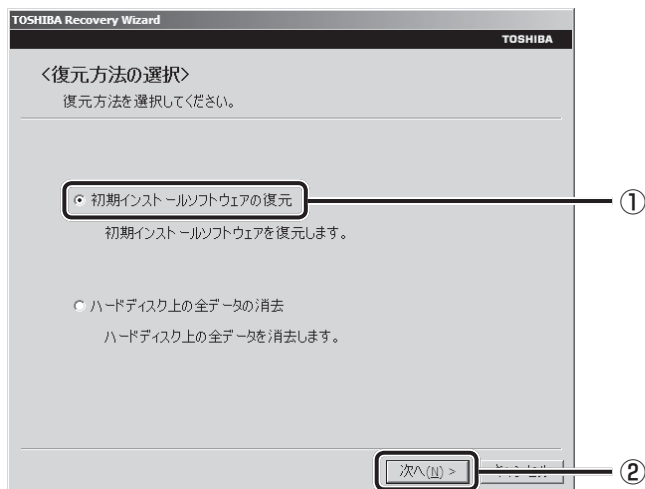 TOSHIBA Recovery Wizard
TOSHIBA
<復元方法の選択>
復元方法を選択してください。
初期インストールソフトウェアの復元
①
初期インストールソフトウェアを復元します。
ハードディスク上の全データの消去
ハードディスク上の全データを消去します。
次へ(N) >
②